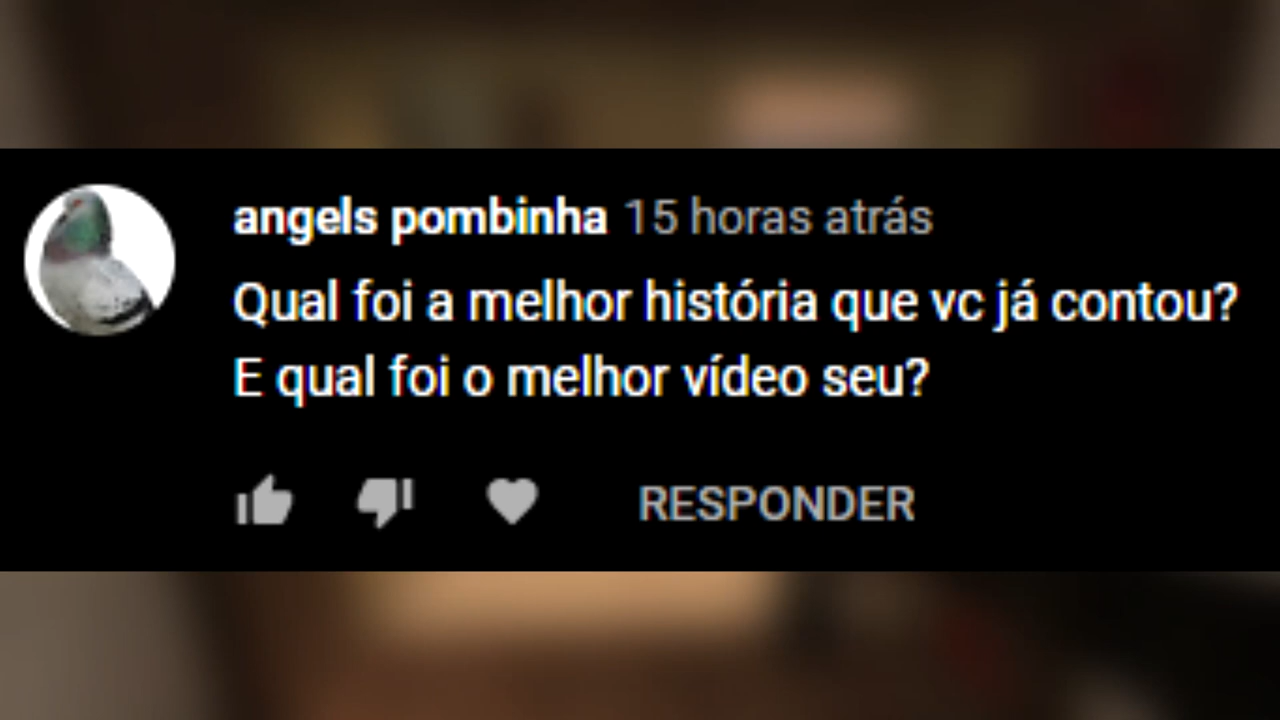 angels pombinha 15 horas atrás
Qual foi a melhor história que vc já contou?
E qual foi o melhor vídeo seu?
RESPONDER